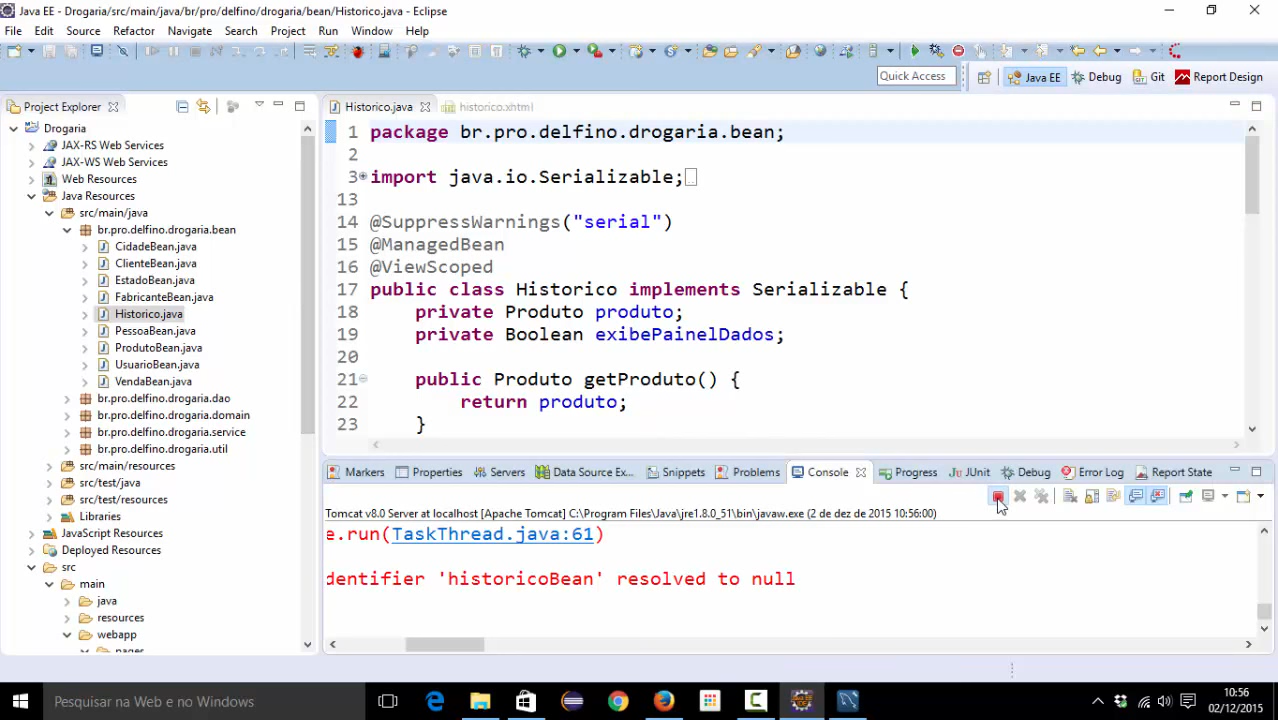 Java EE - Drogaria/src/main/java/br/pro/delfino/drogaria/bean/Historico.java - Eclipse
File Edit Source Refactor Navigate Search Project Run Window Help
Quick Access Java EE Debug Git Report Design
Project Explorer
Drogaria
JAX-RS Web Services
JAX-WS Web Services
Web Resources
Java Resources
src/main/java
br.pro.delfino.drogaria.bean
CidadeBean.java
ClienteBean.java
EstadoBean.java
FabricanteBean.java
Historico.java
PessoaBean.java
ProdutoBean.java
UsuarioBean.java
VendaBean.java
br.pro.delfino.drogaria.dao
br.pro.delfino.drogaria.domain
br.pro.delfino.drogaria.service
br.pro.delfino.drogaria.util
src/main/resources
src/test/java
src/test/resources
Libraries
JavaScript Resources
Deployed Resources
src
main
java
resources
webapp
Historico.java historico.xhtml
1 package br.pro.delfino.drogaria.bean;
2
3 import java.io.Serializable;
13
14 @SuppressWarnings("serial")
15 @ManagedBean
16 @ViewScoped
17 public class Historico implements Serializable {
18 private Produto produto;
19 private Boolean exibePainelDados;
20
21 public Produto getProduto() {
22 return produto;
23 }
Markers Properties Servers Data Source Ex... Snippets Problems Console Progress JUnit Debug Error Log Report State
Tomcat v8.0 Server at localhost [Apache Tomcat] C:\Program Files\Java\jre1.8.0_51\bin\javaw.exe (2 de dez de 2015 10:56:00)
e.run(TaskThread.java:61)
dentifier 'historicoBean' resolved to null
Pesquisar na Web e no Windows
10:56
02/12/2015